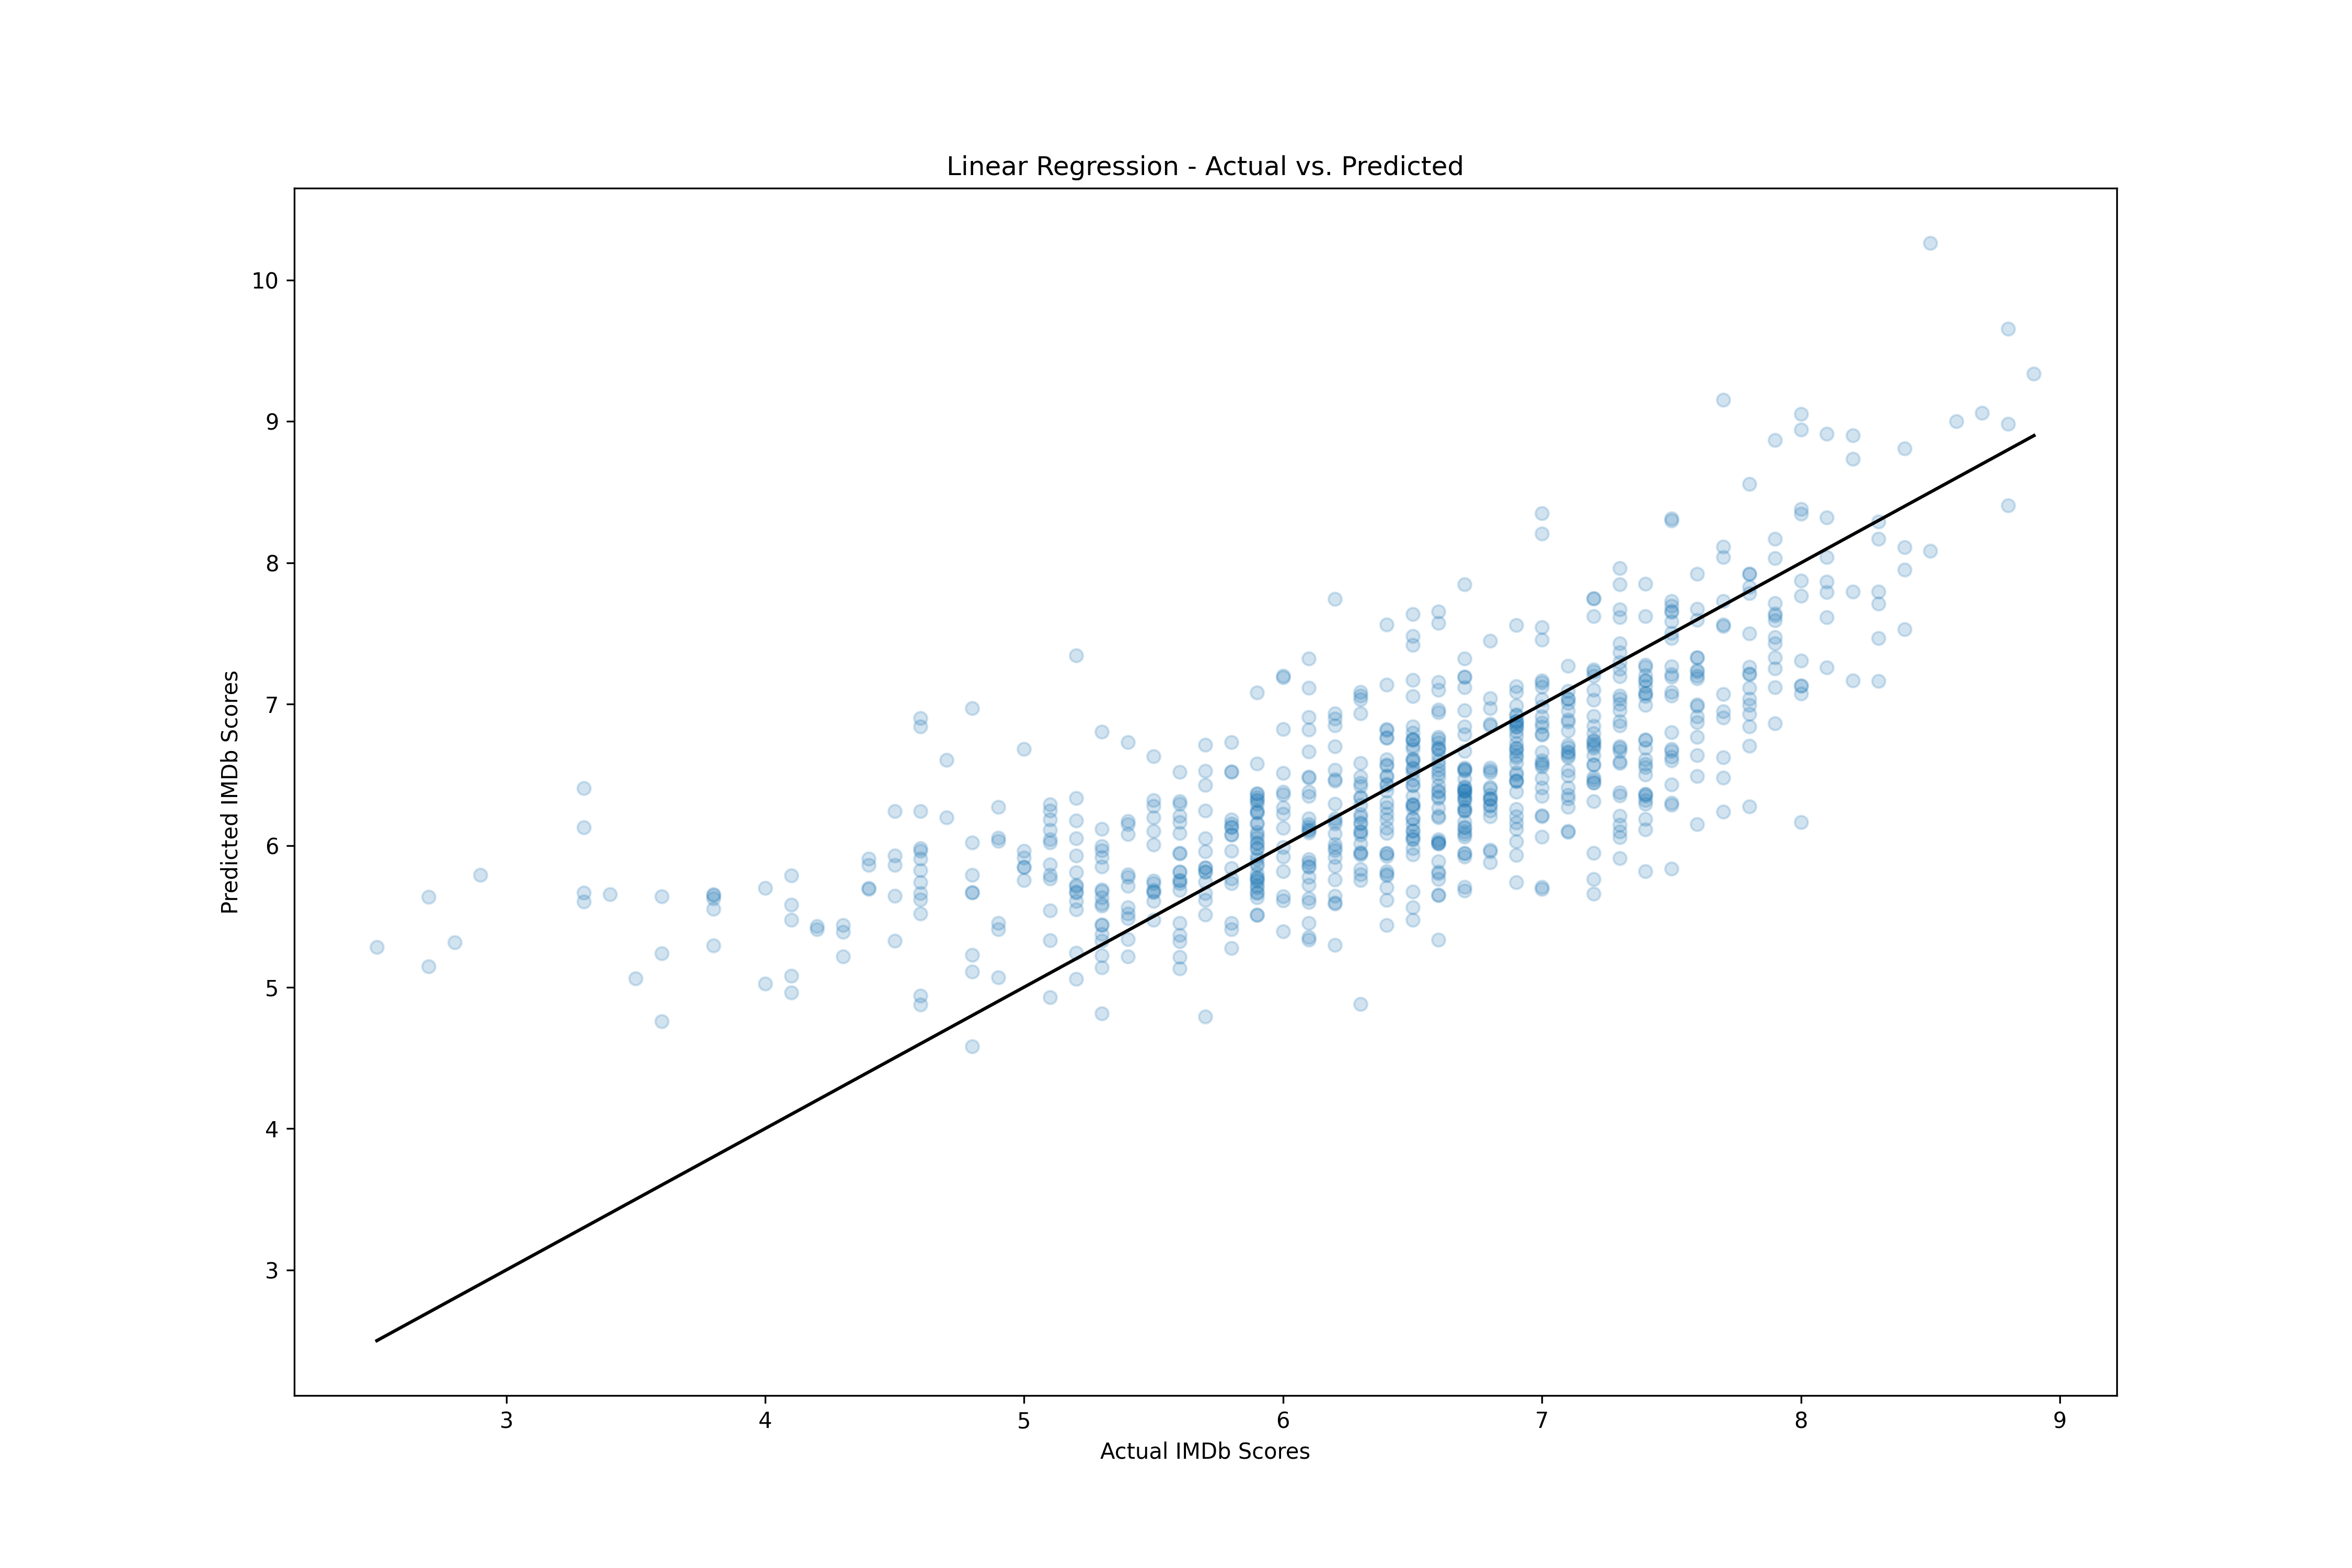 Linear Regression - Actual vs. Predicted
10
9
8
7
6
5
4
3
Predicted IMDb Scores
3 4 5 6 7 8 9
Actual IMDb Scores